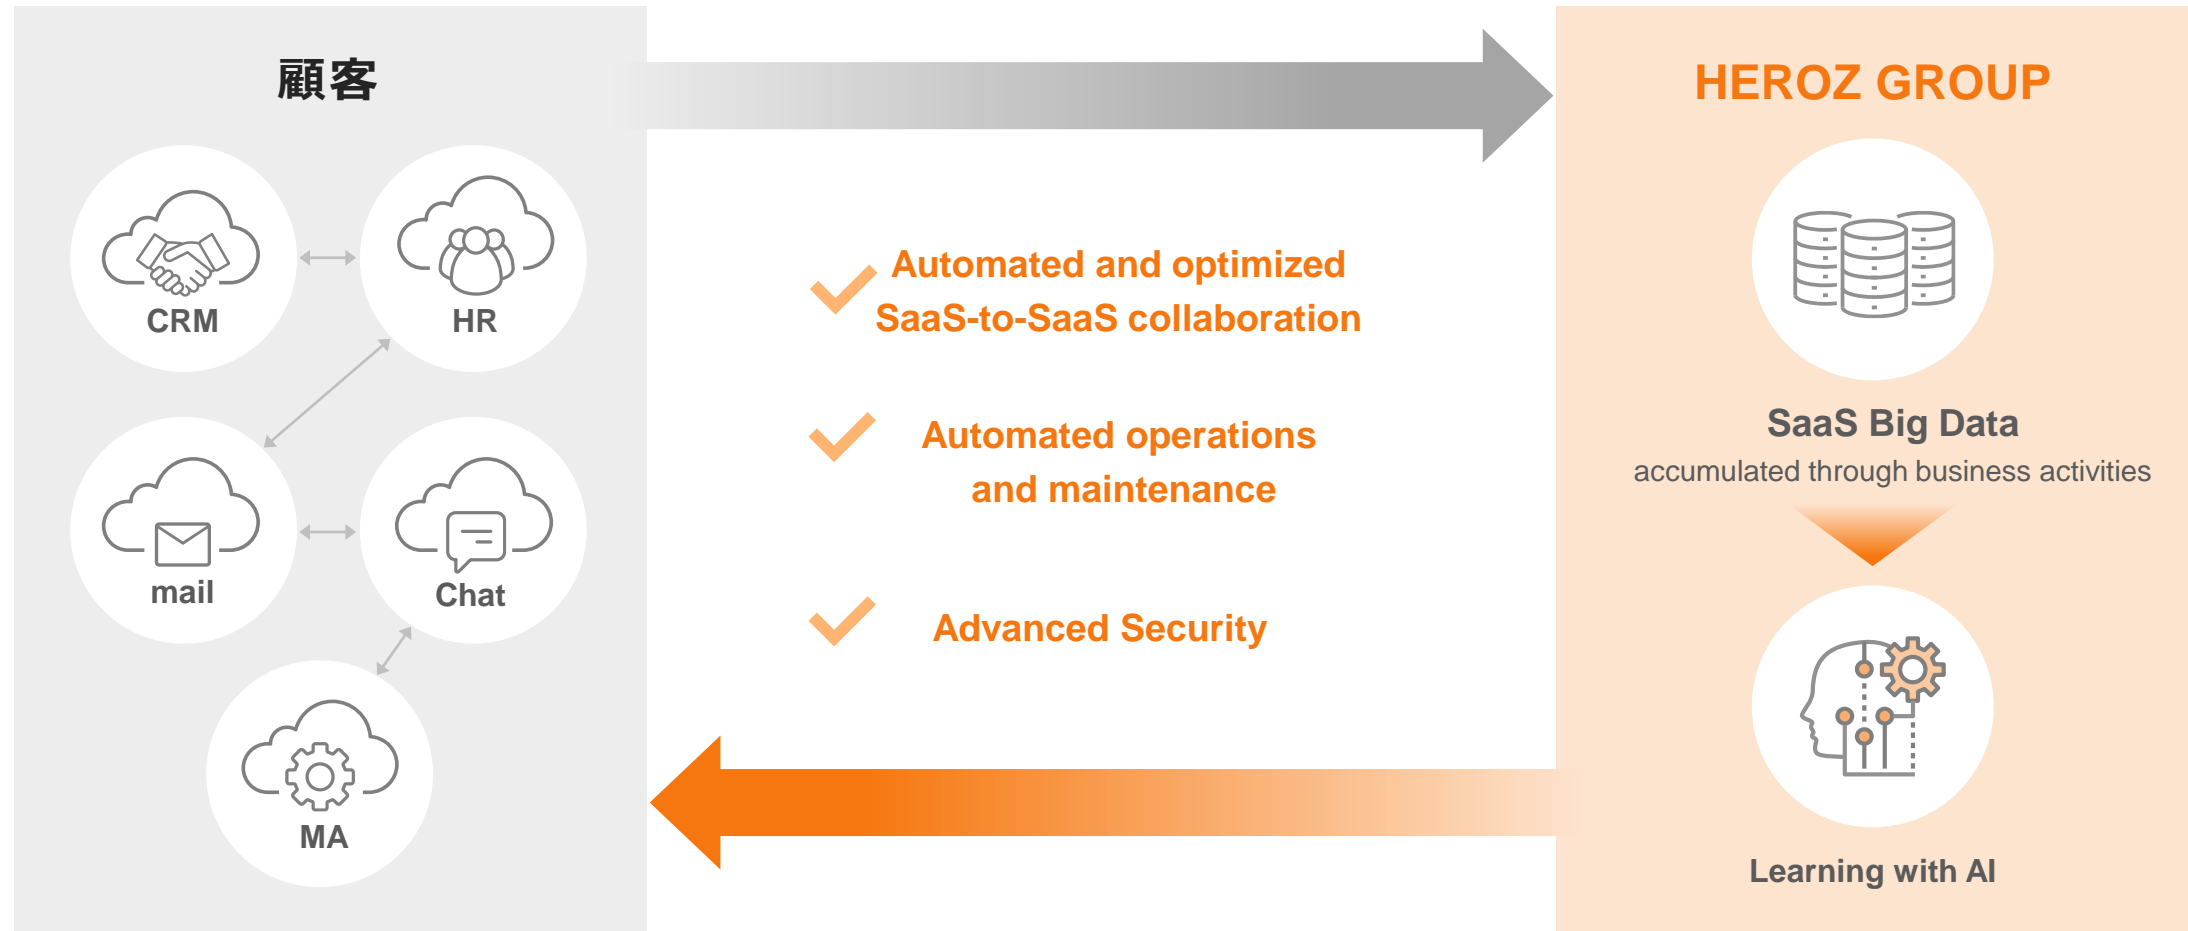 顧客
CRM
HR
mail
Chat
MA
Automated and optimized
SaaS-to-SaaS collaboration
Automated operations
and maintenance
Advanced Security
HEROZ GROUP
SaaS Big Data
accumulated through business activities
Learning with AI